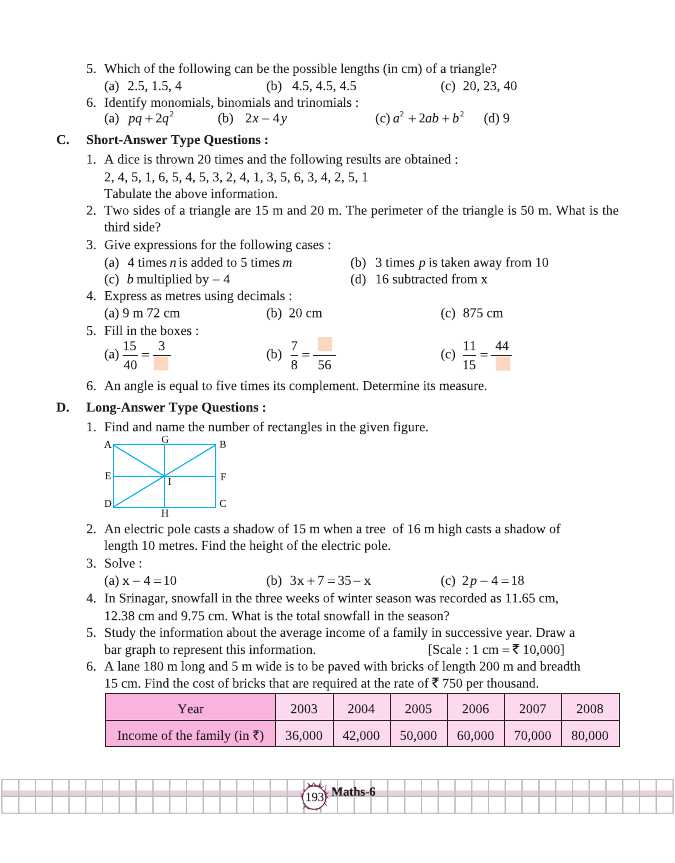 5. Which of the following can be the possible lengths (in cm) of a triangle?
(a) 2.5, 1.5, 4 (b) 4.5, 4.5, 4.5 (c) 20, 23, 40
6. Identify monomials, binomials and trinomials :
(a) pq + 2q² (b) 2x – 4y (c) a² + 2ab + b² (d) 9
C. Short-Answer Type Questions :
1. A dice is thrown 20 times and the following results are obtained :
2, 4, 5, 1, 6, 5, 4, 5, 3, 2, 4, 1, 3, 5, 6, 3, 4, 2, 5, 1
Tabulate the above information.
2. Two sides of a triangle are 15 m and 20 m. The perimeter of the triangle is 50 m. What is the
third side?
3. Give expressions for the following cases :
(a) 4 times n is added to 5 times m (b) 3 times p is taken away from 10
(c) b multiplied by – 4 (d) 16 subtracted from x
4. Express as metres using decimals :
(a) 9 m 72 cm (b) 20 cm (c) 875 cm
5. Fill in the boxes :
(a) 15/40 = 3/ (b) 7/8 = /56 (c) 11/15 = 44/
6. An angle is equal to five times its complement. Determine its measure.
D. Long-Answer Type Questions :
1. Find and name the number of rectangles in the given figure.
A G B
E I F
D H C
2. An electric pole casts a shadow of 15 m when a tree of 16 m high casts a shadow of
length 10 metres. Find the height of the electric pole.
3. Solve :
(a) x – 4 = 10 (b) 3x + 7 = 35 – x (c) 2p – 4 = 18
4. In Srinagar, snowfall in the three weeks of winter season was recorded as 11.65 cm,
12.38 cm and 9.75 cm. What is the total snowfall in the season?
5. Study the information about the average income of a family in successive year. Draw a
bar graph to represent this information. [Scale : 1 cm = ₹ 10,000]
6. A lane 180 m long and 5 m wide is to be paved with bricks of length 200 m and breadth
15 cm. Find the cost of bricks that are required at the rate of ₹ 750 per thousand.
Year 2003 2004 2005 2006 2007 2008
Income of the family (in ₹) 36,000 42,000 50,000 60,000 70,000 80,000
193 Maths-6